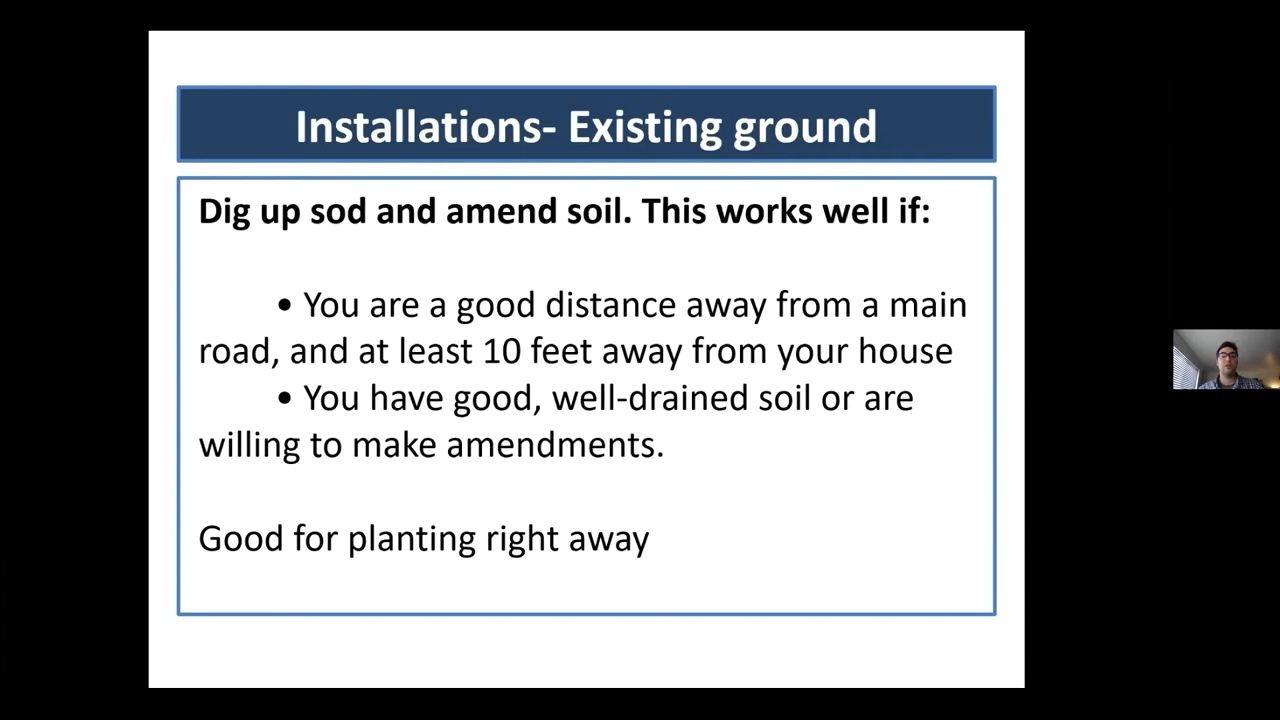 Installations- Existing ground
Dig up sod and amend soil. This works well if:
• You are a good distance away from a main
road, and at least 10 feet away from your house
• You have good, well-drained soil or are
willing to make amendments.
Good for planting right away